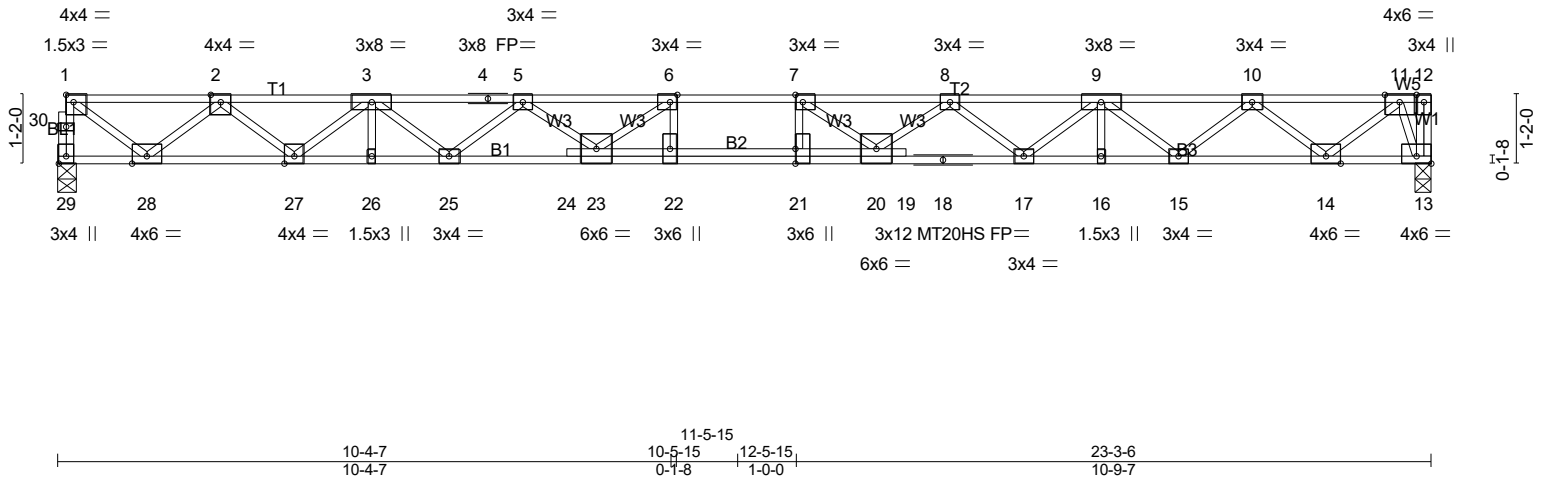 4x4 = 3x4 = 4x6 =
1.5x3 = 4x4 = 3x8 = 3x8 FP= 3x4 = 3x4 = 3x4 = 3x8 = 3x4 = 3x4 ||
1 2 3 4 5 6 7 8 9 10 11 12
T1 T2 W5
1-2-0 30 W3 W3 W3 W3 W1 1-2-0
B1 B2 B3 0-1-8
29 28 27 26 25 24 23 22 21 20 19 18 17 16 15 14 13
3x4 || 4x6 = 4x4 = 1.5x3 || 3x4 = 6x6 = 3x6 || 3x6 || 3x12 MT20HS FP= 1.5x3 || 3x4 = 4x6 = 4x6 =
6x6 = 3x4 =
11-5-15
10-4-7 10-5-15 12-5-15 23-3-6
10-4-7 0-1-8 1-0-0 10-9-7